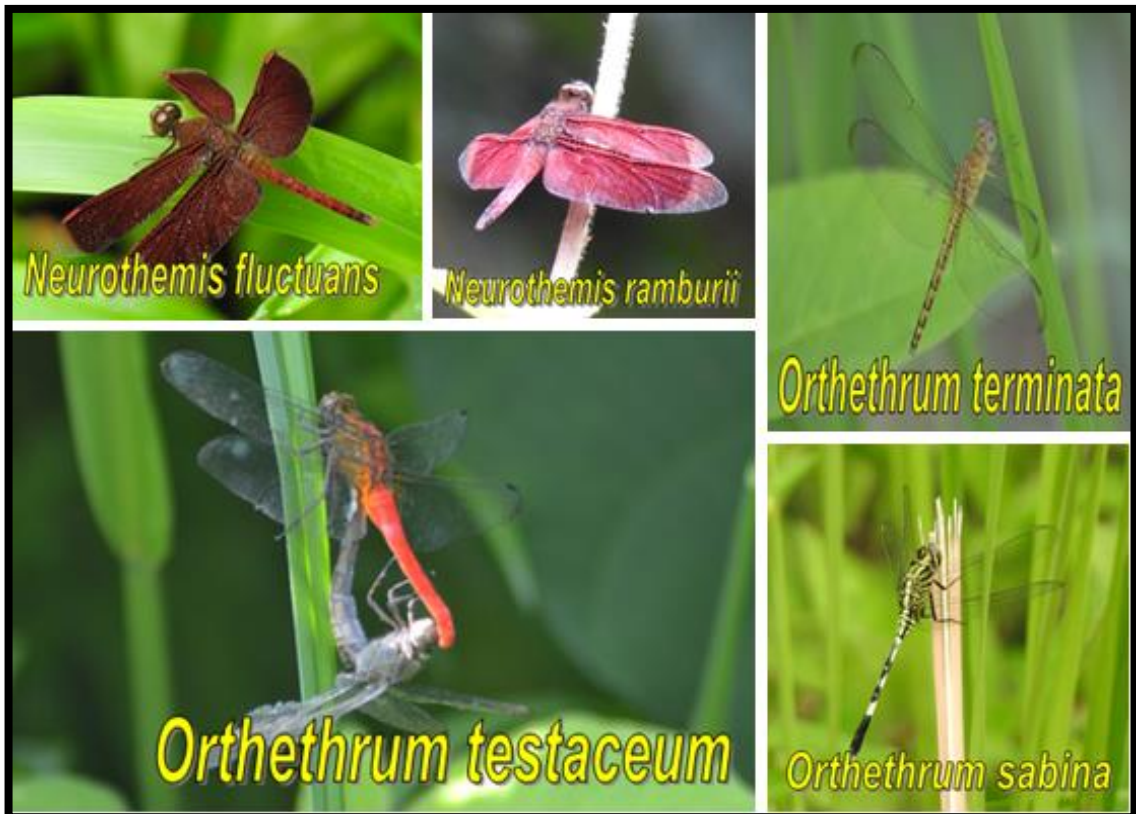 Neurothemis fluctuans
Neurothemis ramburii
Orthethrum terminata
Orthethrum testaceum
Orthethrum sabina